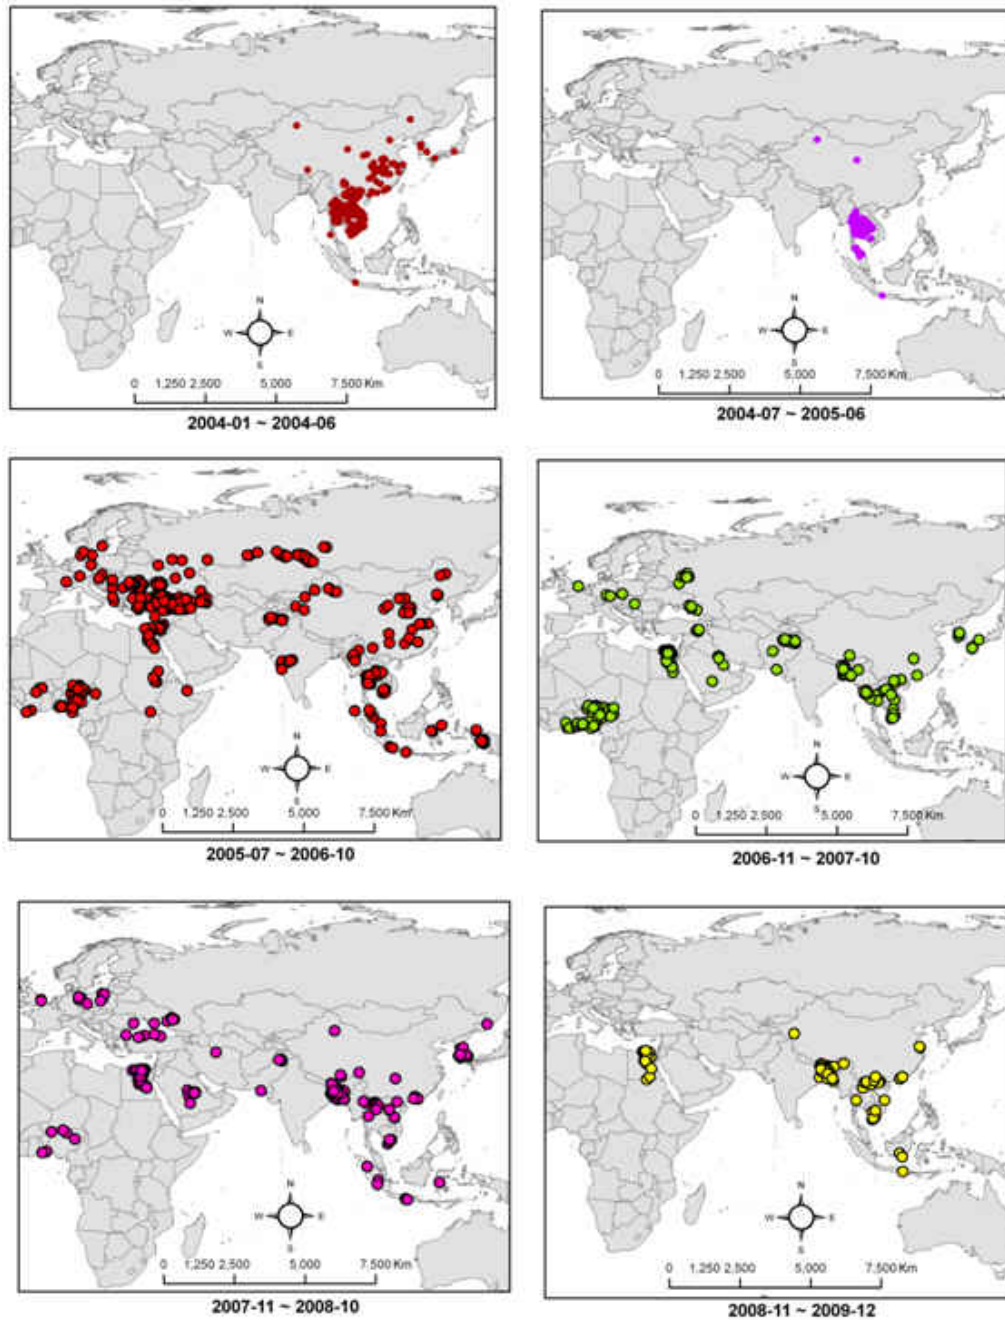 N
W E
S
0 1,250 2,500 5,000 7,500 Km
2004-01 ~ 2004-06
N
W E
S
0 1,250 2,500 5,000 7,500 Km
2004-07 ~ 2005-06
N
W E
S
0 1,250 2,500 5,000 7,500 Km
2005-07 ~ 2006-10
N
W E
S
0 1,250 2,500 5,000 7,500 Km
2006-11 ~ 2007-10
N
W E
S
0 1,250 2,500 5,000 7,500 Km
2007-11 ~ 2008-10
N
W E
S
0 1,250 2,500 5,000 7,500 Km
2008-11 ~ 2009-12